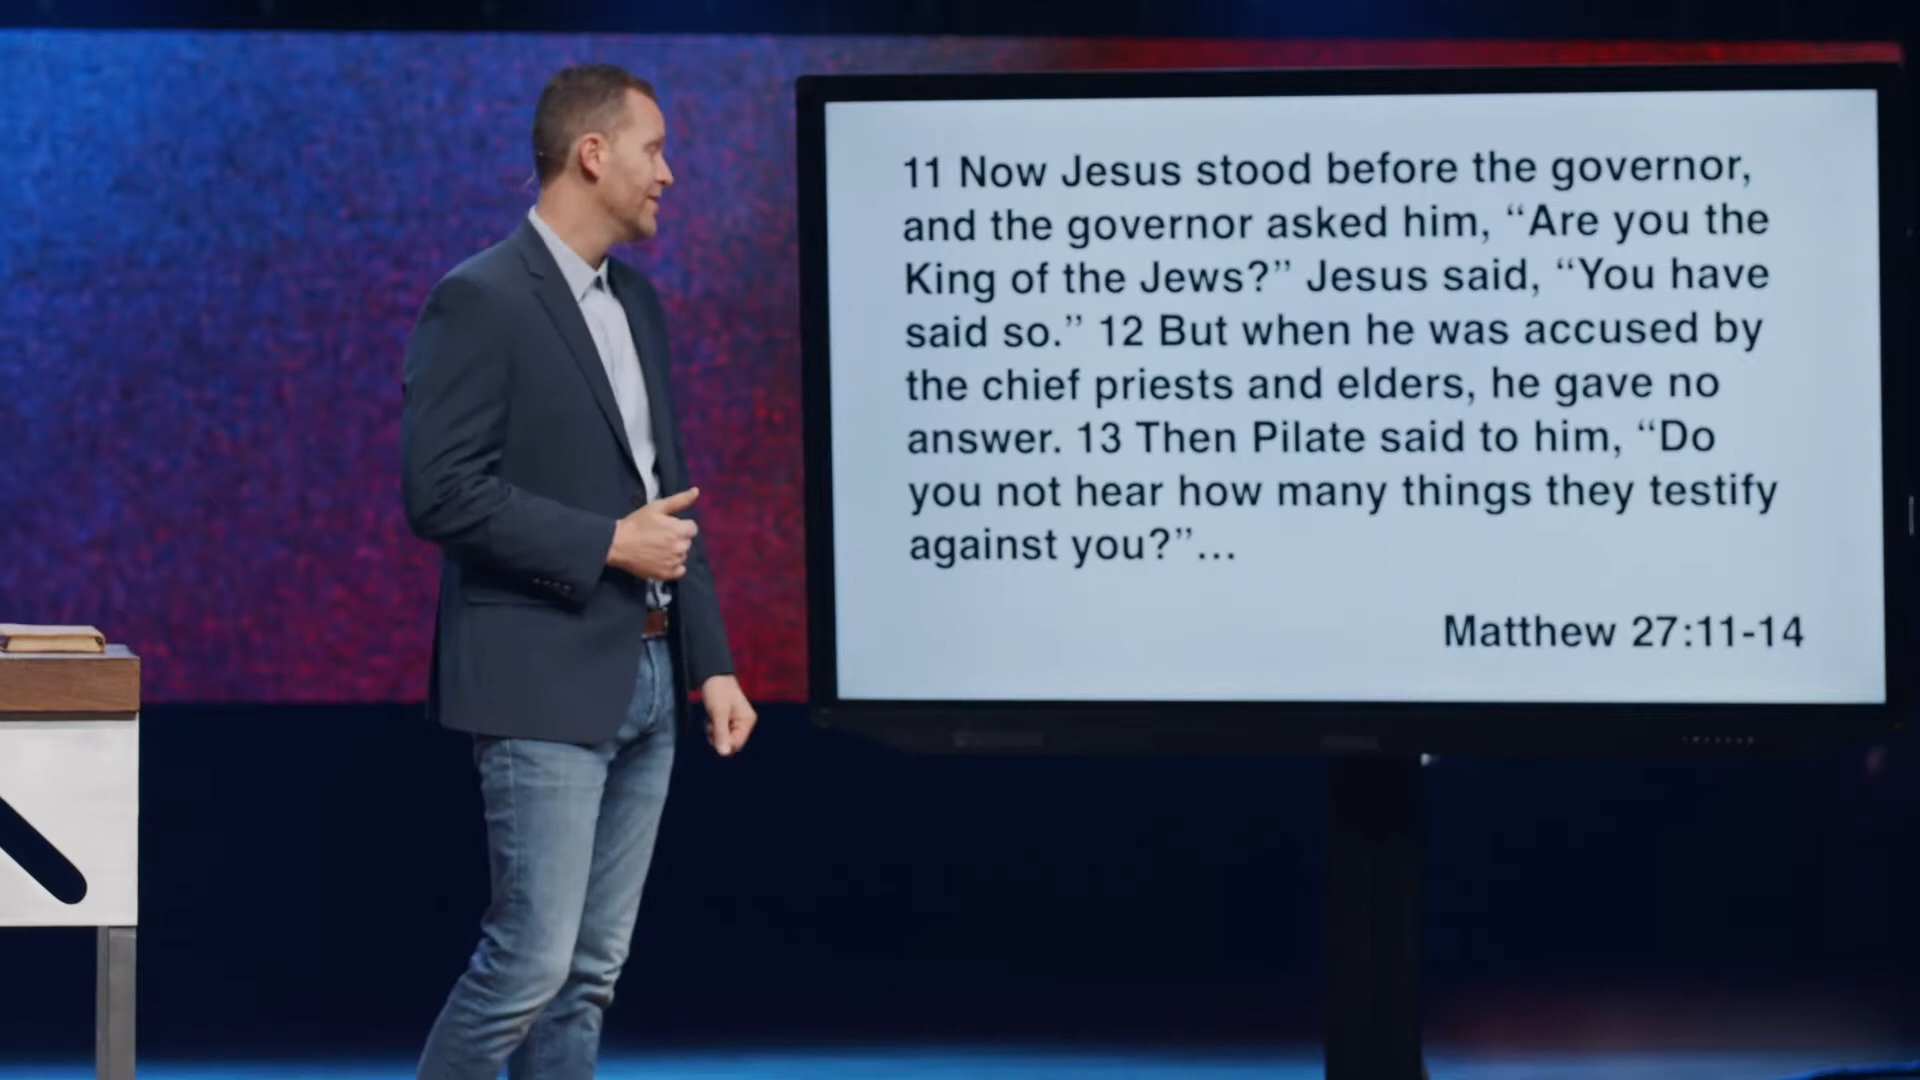 11 Now Jesus stood before the governor,
and the governor asked him, “Are you the
King of the Jews?” Jesus said, “You have
said so.” 12 But when he was accused by
the chief priests and elders, he gave no
answer. 13 Then Pilate said to him, “Do
you not hear how many things they testify
against you?”...
Matthew 27:11-14